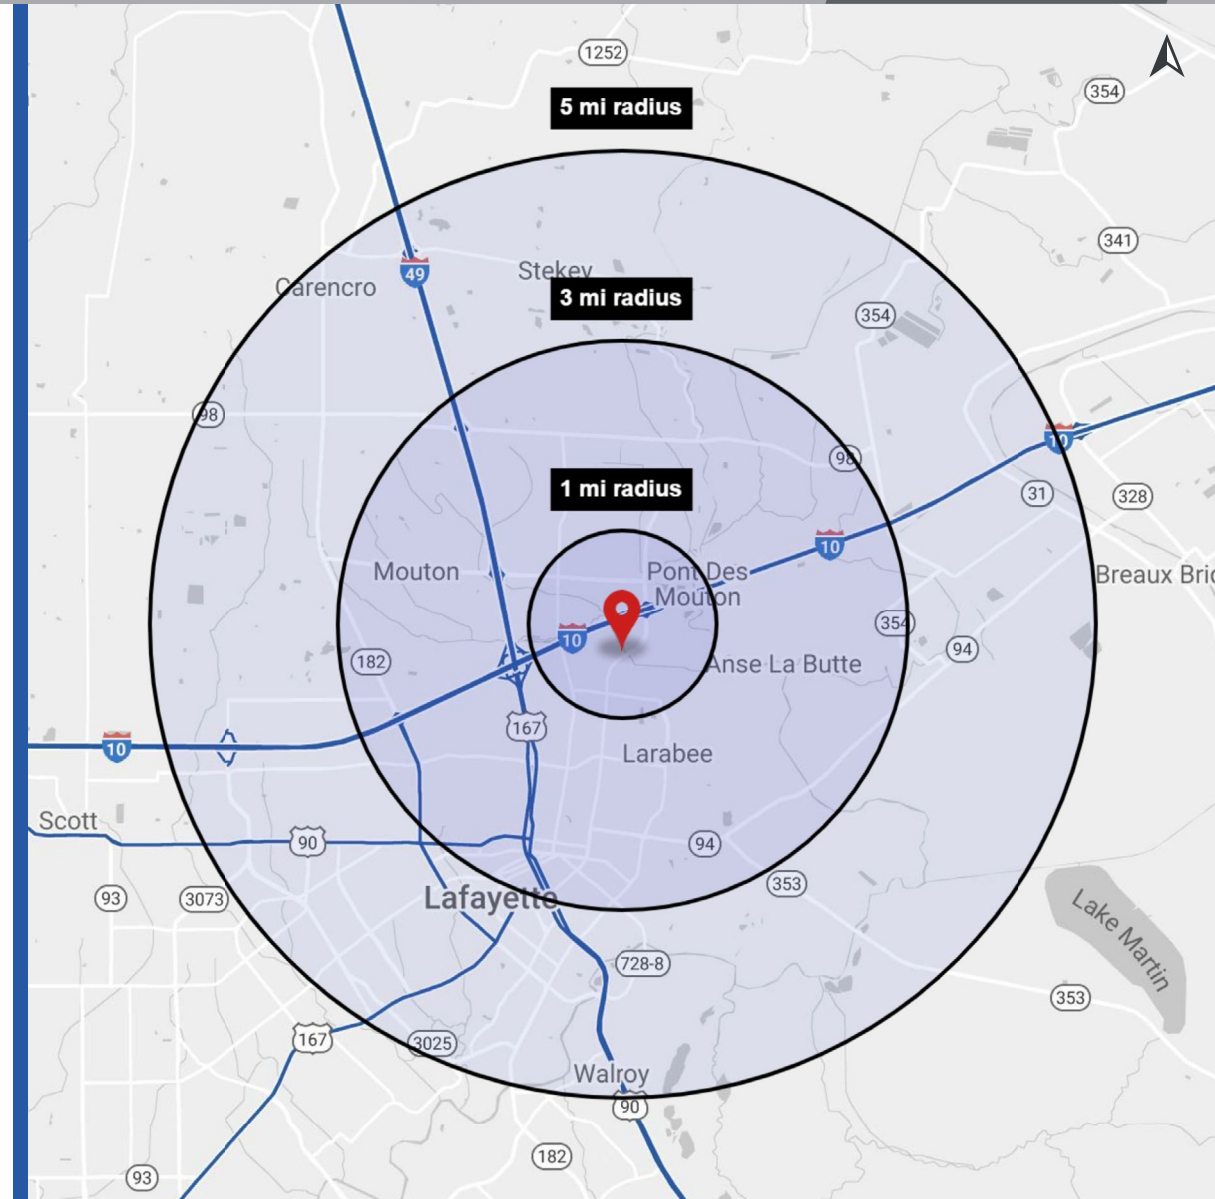 1252
354
5 mi radius
341
49
Stekey
Carencro
3 mi radius
354
98
10
98
1 mi radius
31
328
10
Mouton
Pont Des
Mouton
Breaux Bric
10
354
94
182
Anse La Butte
167
10
Larabee
Scott
90
94
353
93
3073
Lafayette
Lake Martin
728-8
353
167
3025
Walroy
90
182
93